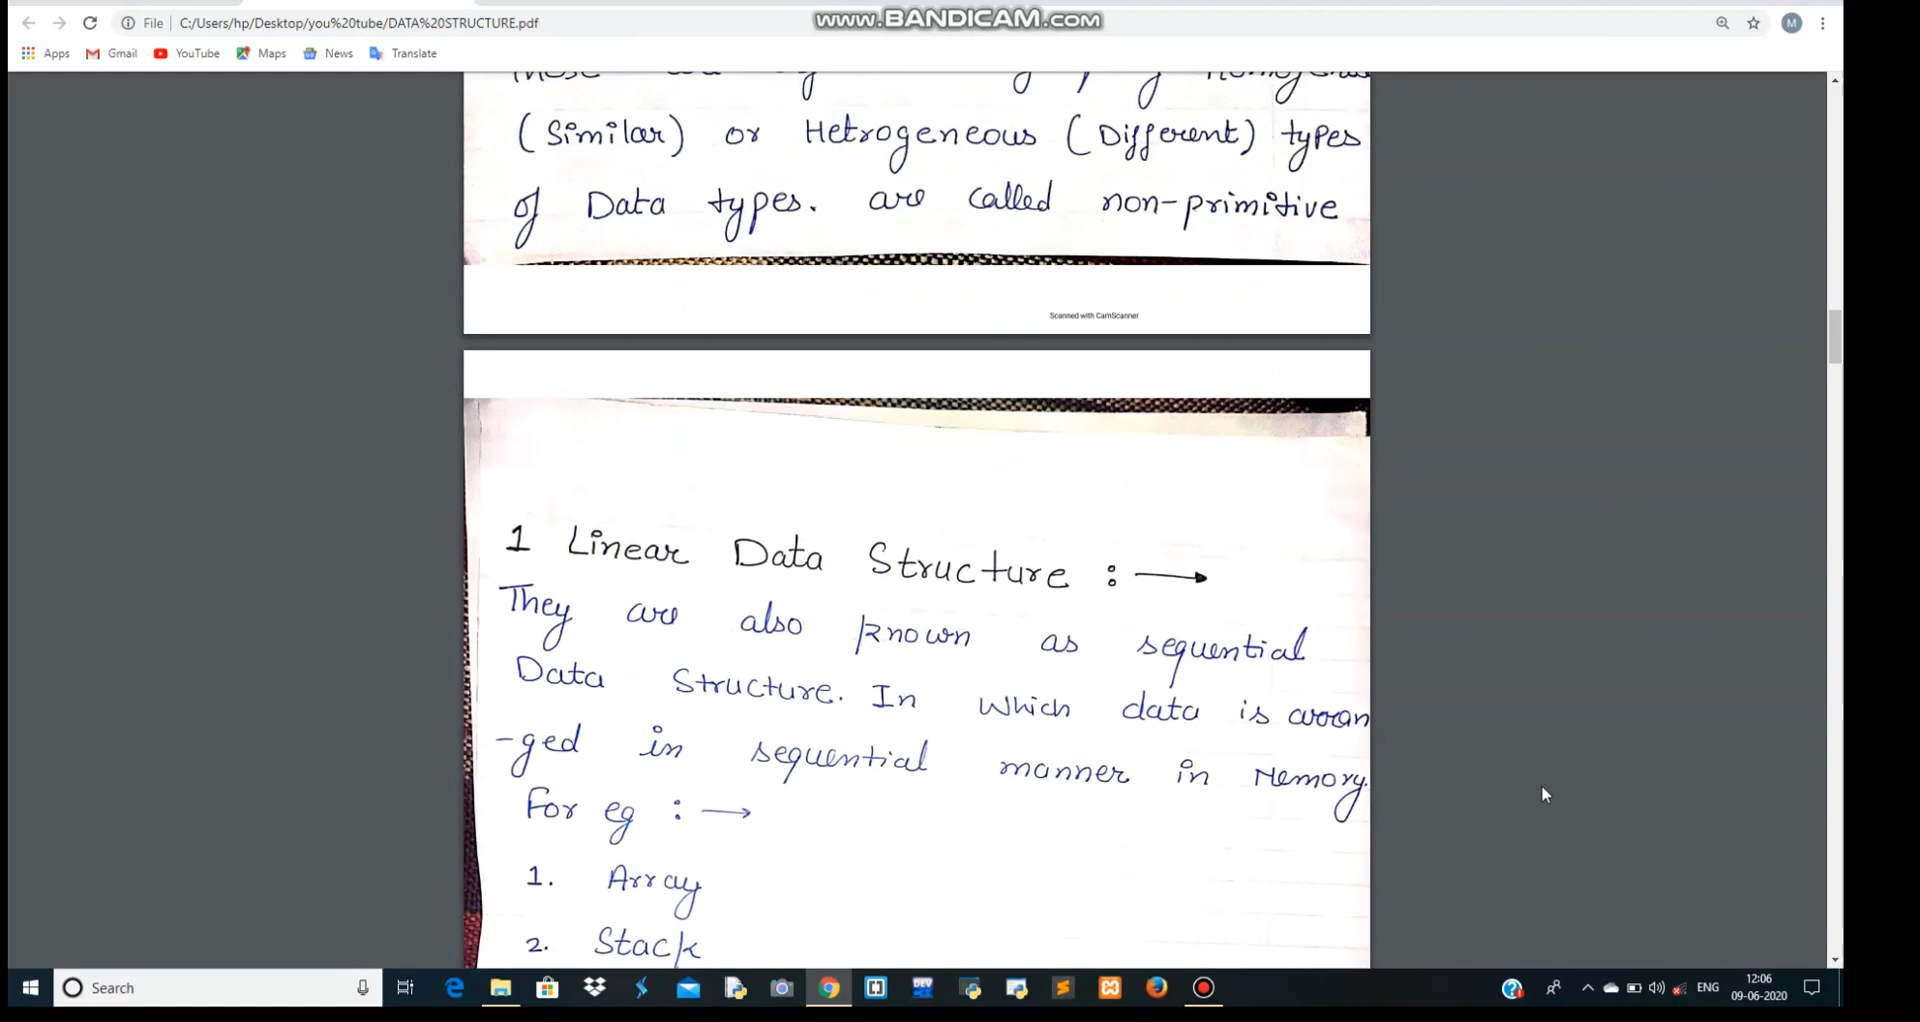 www.BANDICAM.com
File | C:/Users/hp/Desktop/you%20tube/DATA%20STRUCTURE.pdf
M
Apps Gmail YouTube Maps News Translate
These
(Similar) or Hetrogeneous (Different) types
of Data types. are called non-primitive
Scanned with CamScanner
1 Linear Data Structure :→
They are also known as sequential
Data Structure. In which data is arran
-ged in sequential manner in Memory.
For eg :→
1. Array
2. Stack
Search
DEV
ENG
12:06
09-06-2020